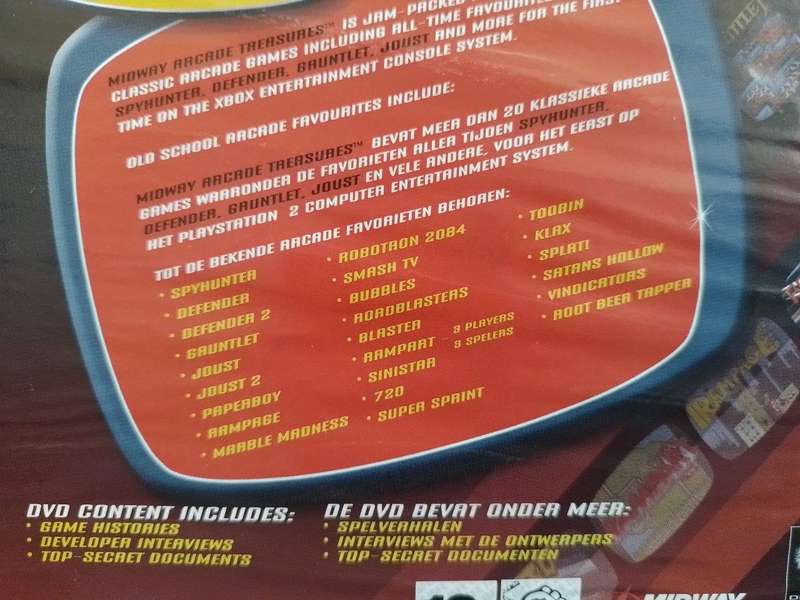 MIDWAY ARCADE TREASURES™ IS JAM-PACKED
CLASSIC ARCADE GAMES INCLUDING ALL-TIME FAVOURITES
SPYHUNTER, DEFENDER, GAUNTLET, JOUST AND MORE FOR THE FIRST
TIME ON THE XBOX ENTERTAINMENT CONSOLE SYSTEM.
OLD SCHOOL ARCADE FAVOURITES INCLUDE:
MIDWAY ARCADE TREASURES™ BEVAT MEER DAN 20 KLASSIEKE ARCADE
GAMES WAARONDER DE FAVORIETEN ALLER TIJDEN SPYHUNTER,
DEFENDER, GAUNTLET, JOUST EN VELE ANDERE. VOOR HET EERST OP
HET PLAYSTATION 2 COMPUTER ENTERTAINMENT SYSTEM.
TOT DE BEKENDE ARCADE FAVORIETEN BEHOREN:
• SPYHUNTER
• DEFENDER
• DEFENDER 2
• GAUNTLET
• JOUST
• JOUST 2
• PAPERBOY
• RAMPAGE
• MARBLE MADNESS
• ROBOTRON 2084
• SMASH TV
• BUBBLES
• ROADBLASTERS
• BLASTER
• RAMPART - 3 PLAYERS
3 SPELERS
• SINISTAR
• 720
• SUPER SPRINT
• TOOBIN
• KLAX
• SPLAT!
• SATANS HOLLOW
• VINDICATORS
• ROOT BEER TAPPER
DVD CONTENT INCLUDES:
• GAME HISTORIES
• DEVELOPER INTERVIEWS
• TOP-SECRET DOCUMENTS
DE DVD BEVAT ONDER MEER:
• SPELVERHALEN
• INTERVIEWS MET DE ONTWERPERS
• TOP-SECRET DOCUMENTEN
MIDWAY